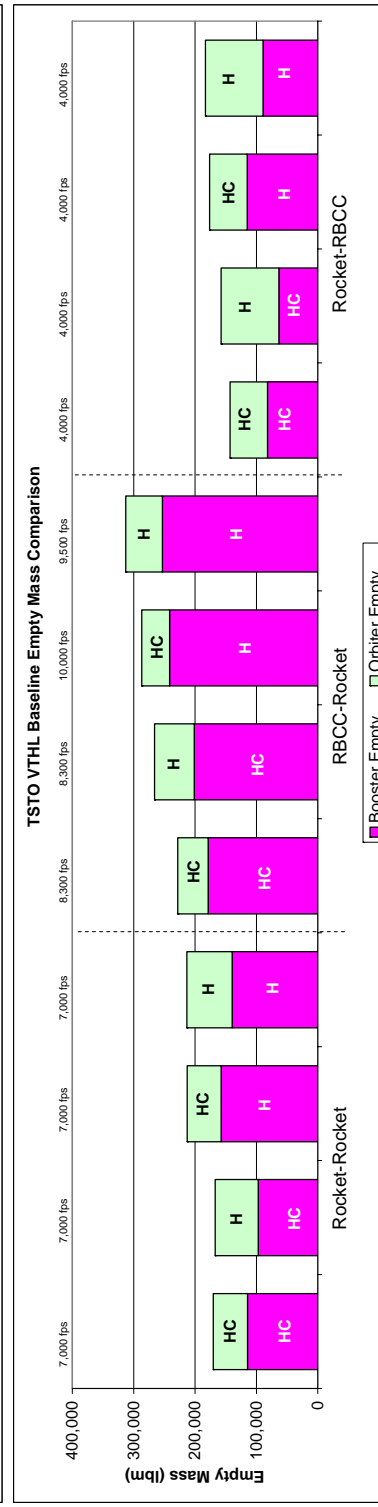 TSTO VTHL Baseline Empty Mass Comparison
7,000 fps 7,000 fps 7,000 fps 7,000 fps 8,300 fps 8,300 fps 10,000 fps 9,500 fps 4,000 fps 4,000 fps 4,000 fps 4,000 fps
Empty Mass (lbm)
400,000
300,000
200,000
100,000
0
HC H HC H HC H HC H HC H HC H
HC HC H H HC HC H H HC HC H H
Rocket-Rocket RBCC-Rocket Rocket-RBCC
Booster Empty Orbiter Empty